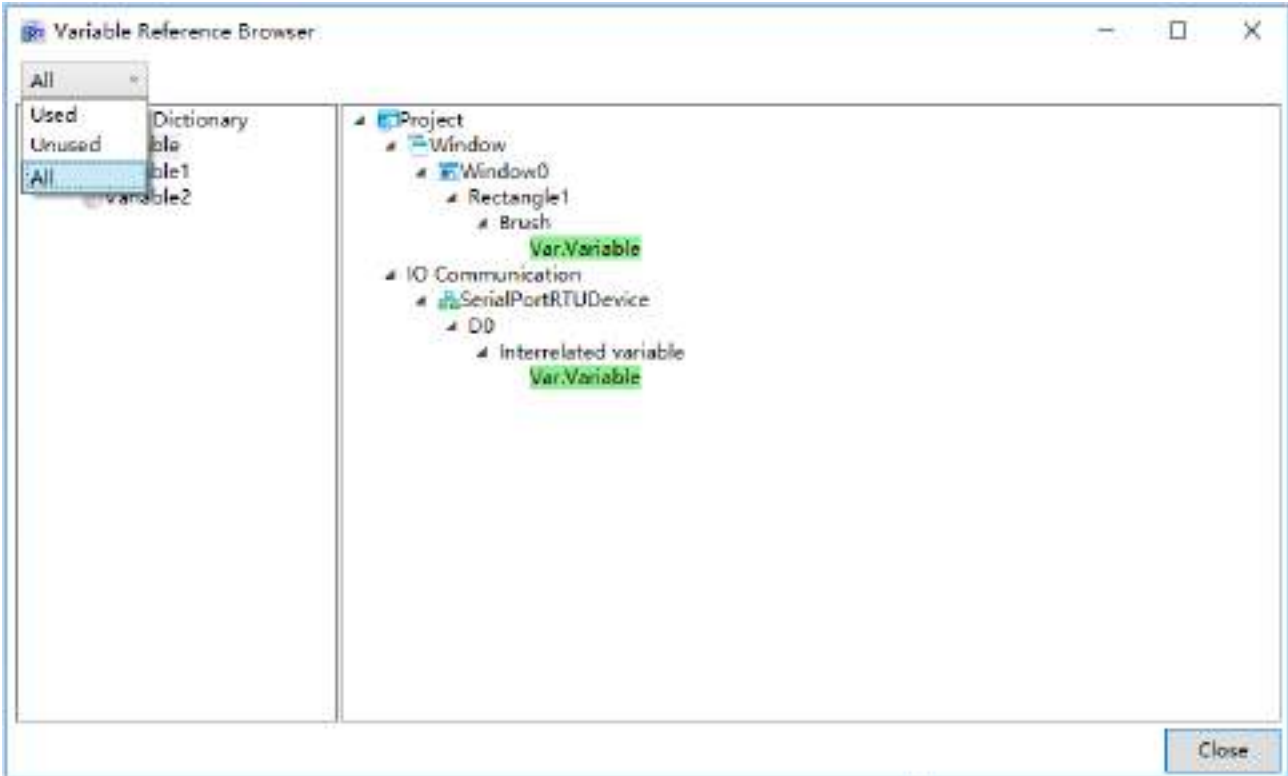 Variable Reference Browser
All
Used
Unused
All
Dictionary
ble
ble1
Variable2
Project
Window
Window0
Rectangle1
Brush
Var.Variable
IO Communication
SerialPortRTUDevice
D0
Interrelated variable
Var.Variable
Close